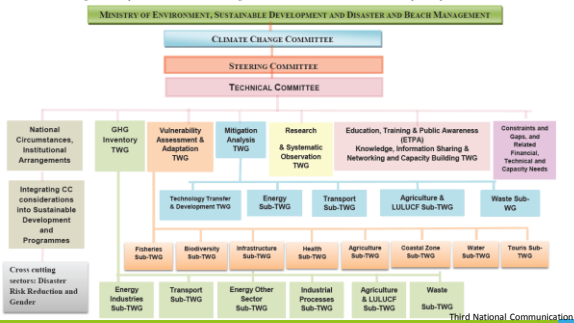 MINISTRY OF ENVIRONMENT, SUSTAINABLE DEVELOPMENT AND DISASTER AND BEACH MANAGEMENT
CLIMATE CHANGE COMMITTEE
STEERING COMMITTEE
TECHNICAL COMMITTEE
National
Circumstances,
Institutional
Arrangements
GHG
Inventory
TWG
Vulnerability
Assessment &
Adaptation
TWG
Mitigation
Analysis
TWG
Research
& Systematic
Observation
TWG
Education, Training & Public Awareness
(ETPA)
Knowledge, Information Sharing &
Networking and Capacity Building TWG
Constraints
and Gaps, and
Related
Financial,
Technical and
Capacity Needs
Integrating CC
considerations
into Sustainable
Development
and
Programmes
Technology Transfer
& Development TWG
Energy
Sub-TWG
Transport
Sub-TWG
Agriculture &
LULUCF Sub-TWG
Waste Sub-
WG
Fisheries
Sub-TWG
Biodiversity
Sub-TWG
Infrastructure
Sub-TWG
Health
Sub-TWG
Agriculture
Sub-TWG
Coastal Zone
Sub-TWG
Water
Sub-TWG
Touris Sub-
TWG
Cross cutting
sectors: Disaster
Risk Reduction and
Gender
Energy
Industries
Sub-TWG
Transport
Sub-TWG
Energy Other
Sector
Sub-TWG
Industrial
Processes
Sub-TWG
Agriculture
& LULUCF
Sub-TWG
Waste
Sub-TWG
Third National Communication